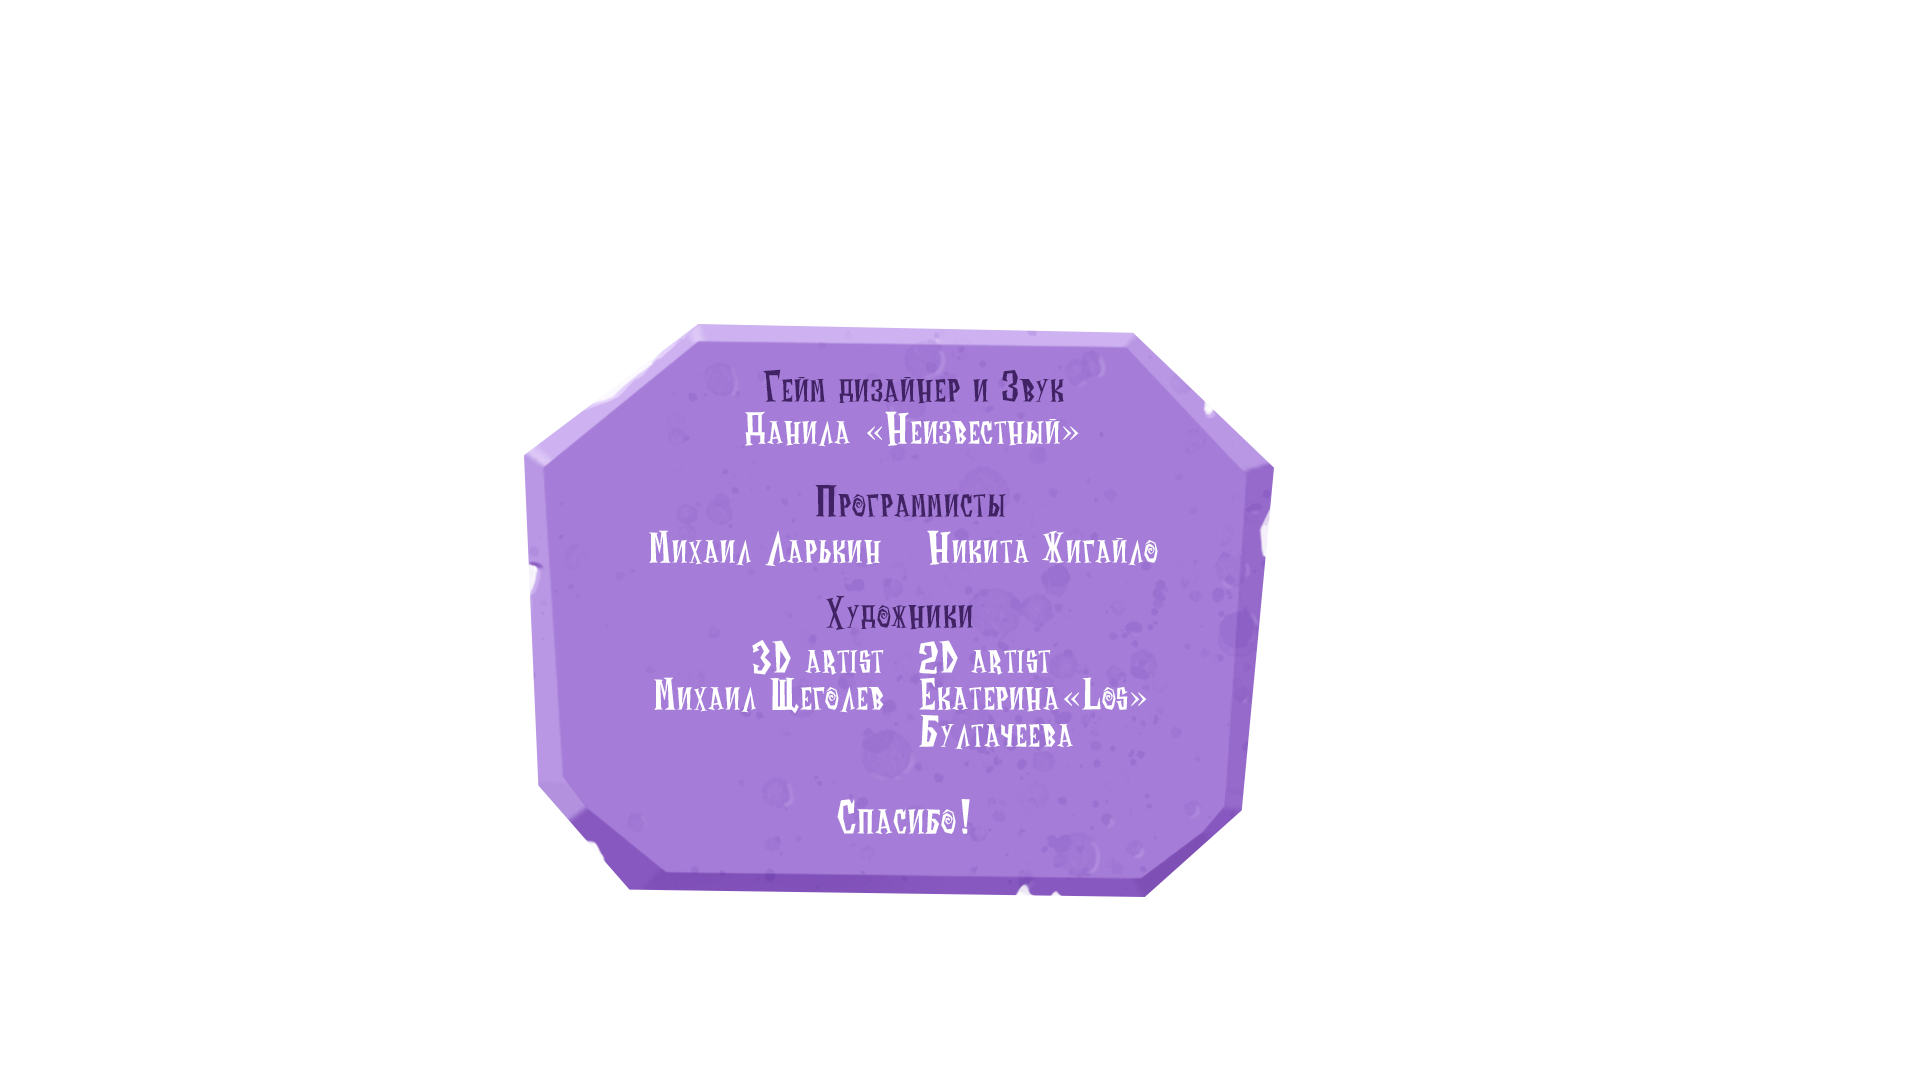 Гейм дизайнер и Звук
Данила «Неизвестный»
Программисты
Михаил Ларькин Никита Жигайло
Художники
3D artist 2D artist
Михаил Щеголев Екатерина«Los»
Булtaчеева
Спасибо!